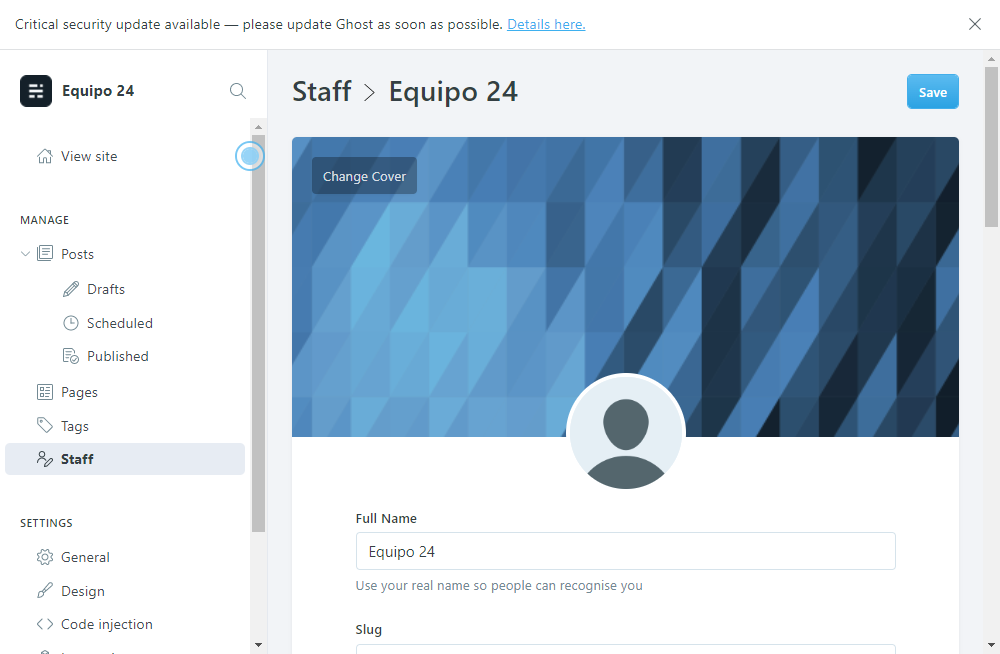 Critical security update available — please update Ghost as soon as possible. Details here.
Equipo 24
View site
MANAGE
Posts
Drafts
Scheduled
Published
Pages
Tags
Staff
SETTINGS
General
Design
Code injection
Staff > Equipo 24
Save
Change Cover
Full Name
Equipo 24
Use your real name so people can recognise you
Slug